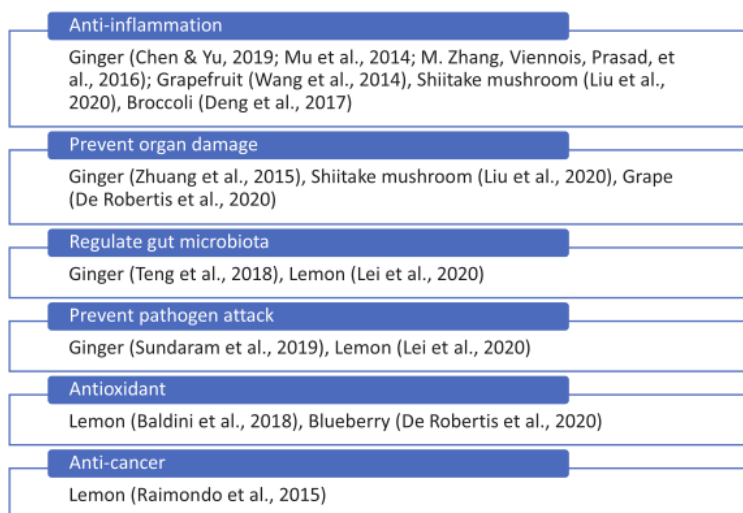 Anti-inflammation
Ginger (Chen & Yu, 2019; Mu et al., 2014; M. Zhang, Viennois, Prasad, et
al., 2016); Grapefruit (Wang et al., 2014), Shiitake mushroom (Liu et al.,
2020), Broccoli (Deng et al., 2017)
Prevent organ damage
Ginger (Zhuang et al., 2015), Shiitake mushroom (Liu et al., 2020), Grape
(De Robertis et al., 2020)
Regulate gut microbiota
Ginger (Teng et al., 2018), Lemon (Lei et al., 2020)
Prevent pathogen attack
Ginger (Sundaram et al., 2019), Lemon (Lei et al., 2020)
Antioxidant
Lemon (Baldini et al., 2018), Blueberry (De Robertis et al., 2020)
Anti-cancer
Lemon (Raimondo et al., 2015)